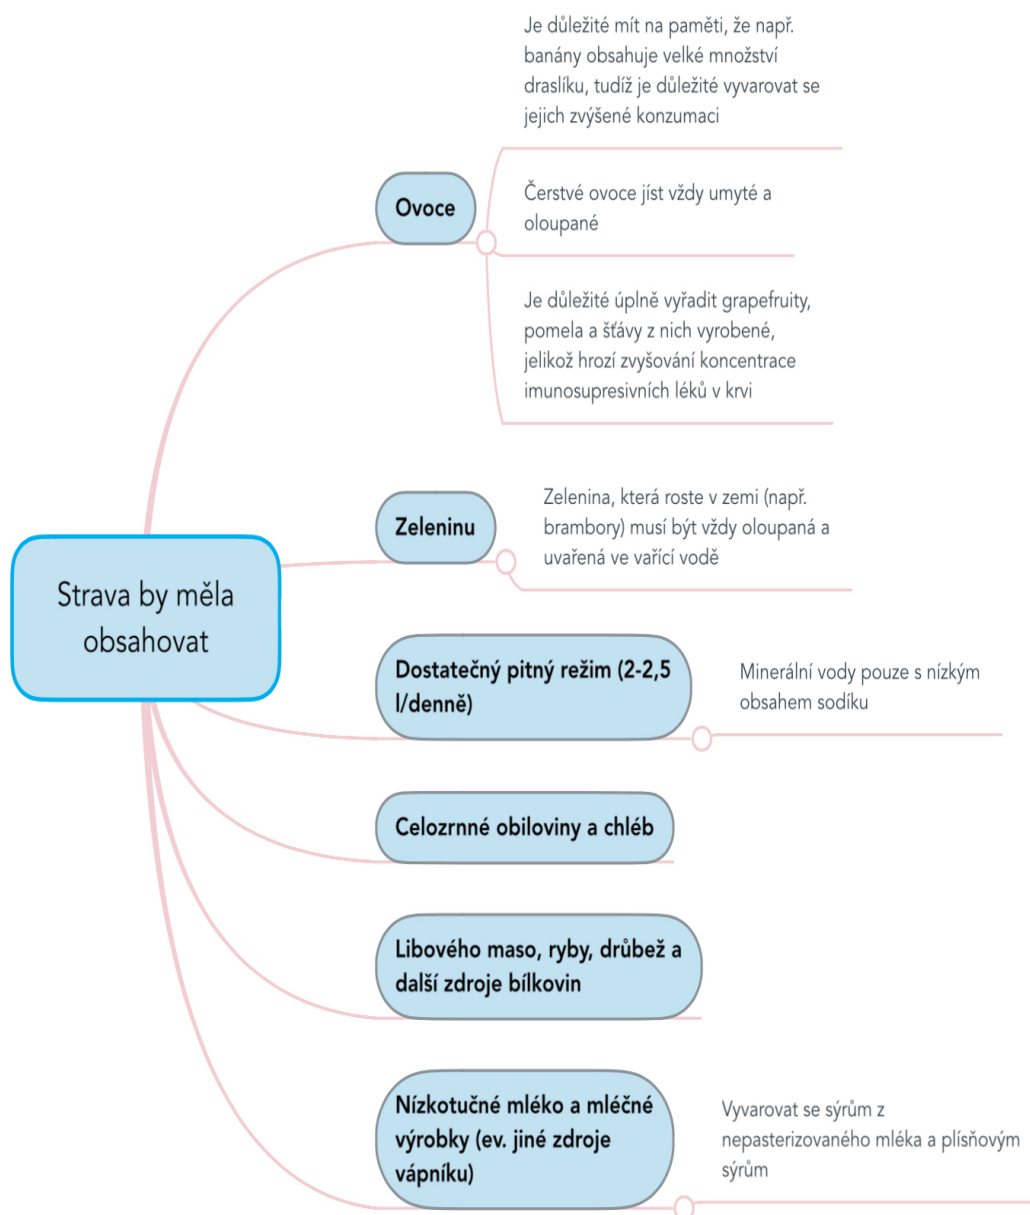 Je důležité mít na paměti, že např.
banány obsahuje velké množství
draslíku, tudíž je důležité vyvarovat se
jejich zvýšené konzumaci
Ovoce
Čerstvé ovoce jíst vždy umyté a
oloupané
Je důležité úplně vyřadit grapefruity,
pomela a šťávy z nich vyrobené,
jelikož hrozí zvyšování koncentrace
imunosupresivních léků v krvi
Zeleninu
Zelenina, která roste v zemi (např.
brambory) musí být vždy oloupaná a
uvařená ve vařící vodě
Strava by měla
obsahovat
Dostatečný pitný režim (2-2,5
l/denně)
Minerální vody pouze s nízkým
obsahem sodíku
Celozrnné obiloviny a chléb
Libového maso, ryby, drůbež a
další zdroje bílkovin
Nízkotučné mléko a mléčné
výrobky (ev. jiné zdroje
vápníku)
Vyvarovat se sýrům z
nepasterizovaného mléka a plísňovým
sýrům